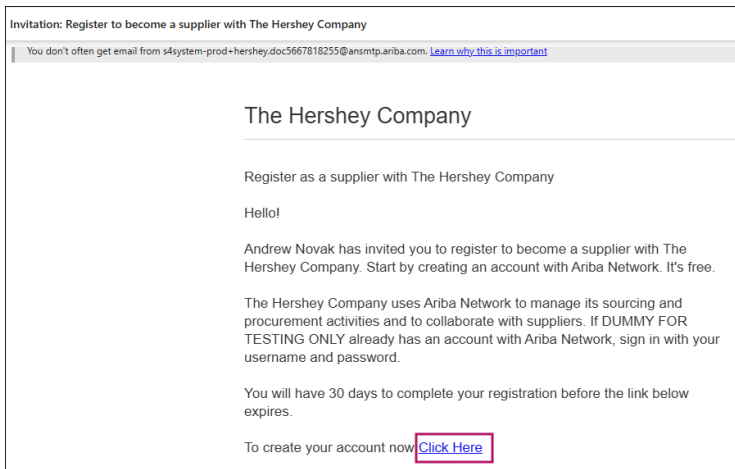 Invitation: Register to become a supplier with The Hershey Company
You don't often get email from s4system-prod+hershey.doc5667818255@ansmtp.ariba.com. Learn why this is important
The Hershey Company
Register as a supplier with The Hershey Company
Hello!
Andrew Novak has invited you to register to become a supplier with The
Hershey Company. Start by creating an account with Ariba Network. It's free.
The Hershey Company uses Ariba Network to manage its sourcing and
procurement activities and to collaborate with suppliers. If DUMMY FOR
TESTING ONLY already has an account with Ariba Network, sign in with your
username and password.
You will have 30 days to complete your registration before the link below
expires.
To create your account now Click Here